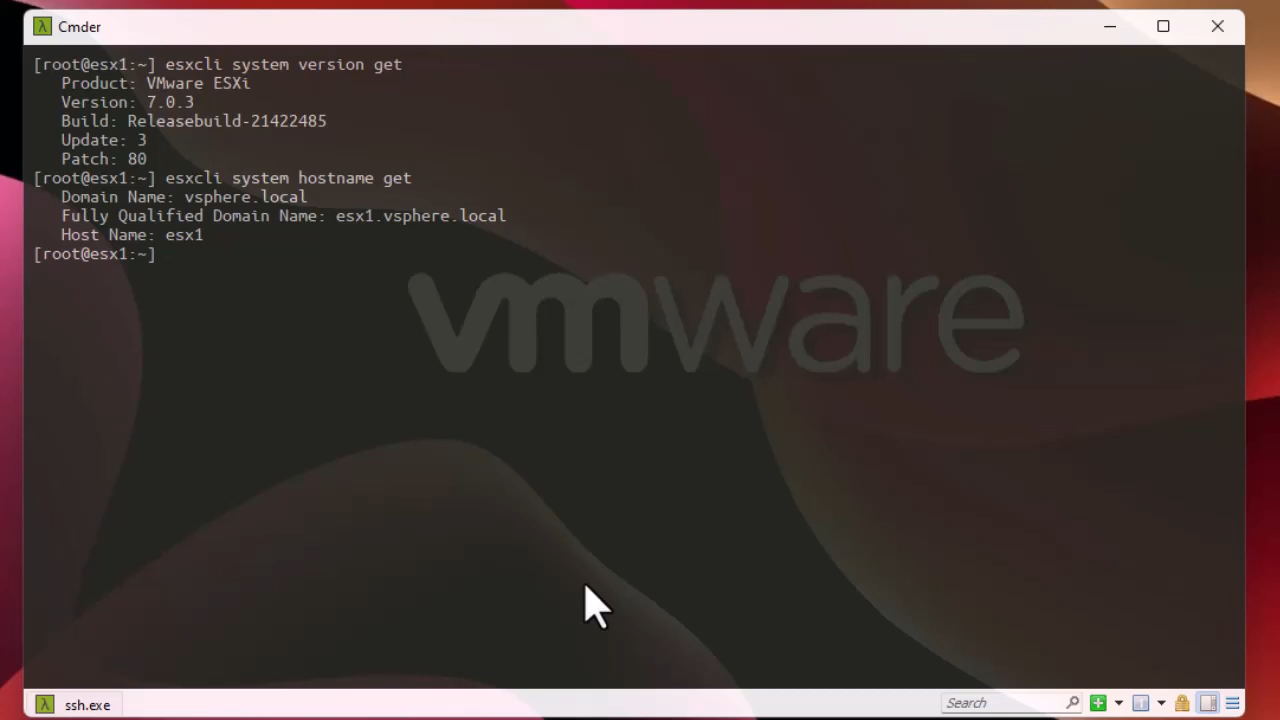 Cmder
[root@esx1:~] esxcli system version get
Product: VMware ESXi
Version: 7.0.3
Build: Releasebuild-21422485
Update: 3
Patch: 80
[root@esx1:~] esxcli system hostname get
Domain Name: vsphere.local
Fully Qualified Domain Name: esx1.vsphere.local
Host Name: esx1
[root@esx1:~]
vmware
ssh.exe
Search